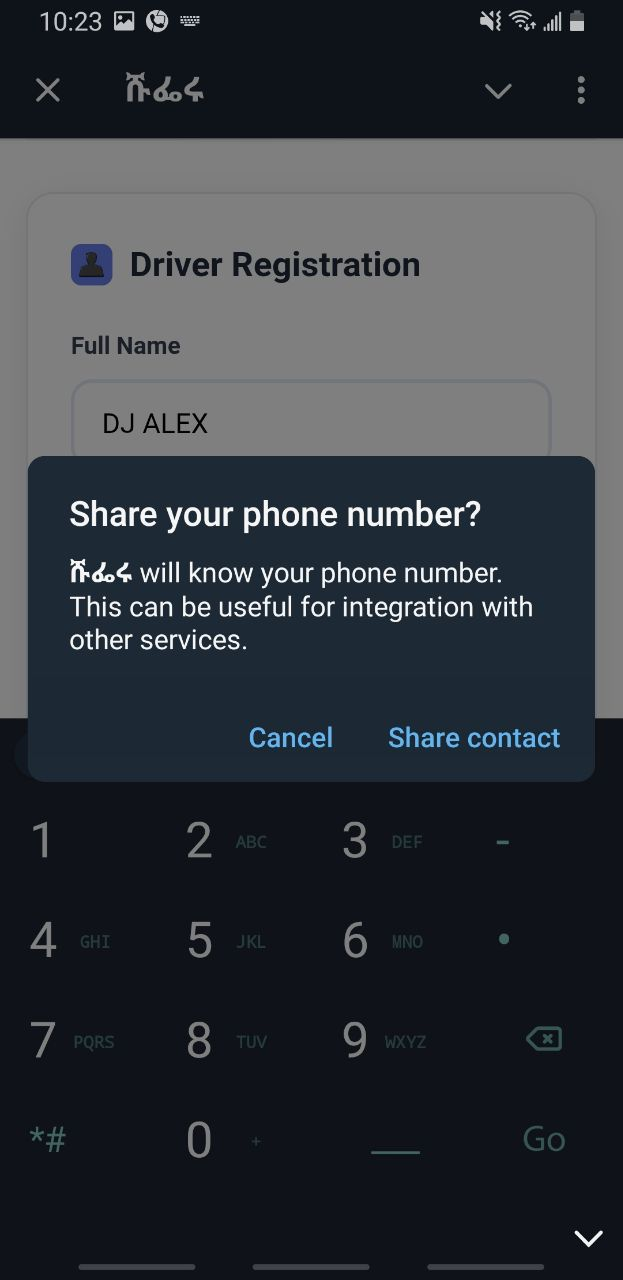 10:23
ሹፌሩ
Driver Registration
Full Name
DJ ALEX
Share your phone number?
ሹፌሩ will know your phone number.
This can be useful for integration with
other services.
Cancel Share contact
1 2 ABC 3 DEF -
4 GHI 5 JKL 6 MNO .
7 PQRS 8 TUV 9 WXYZ
*# 0 + Go